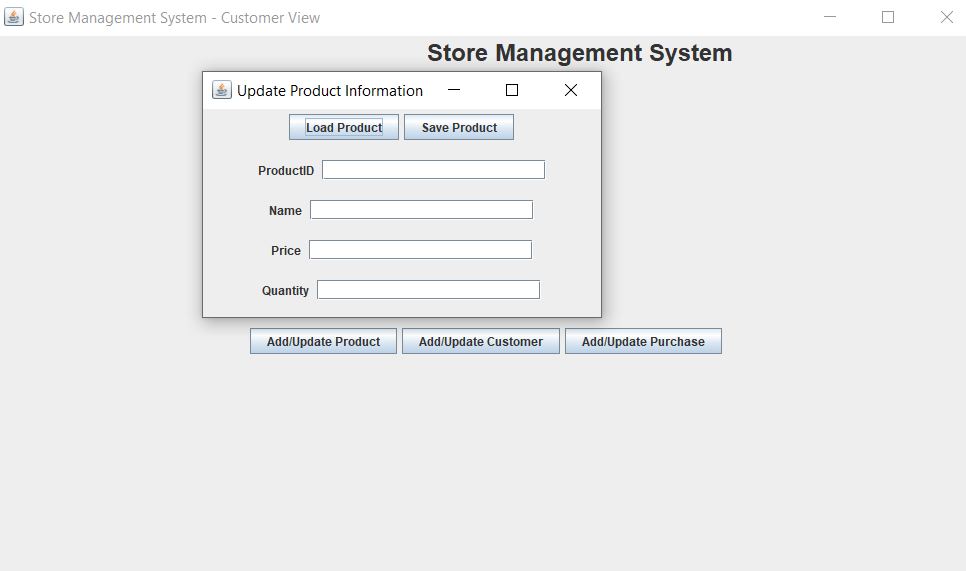 Store Management System - Customer View
Store Management System
Update Product Information
Load Product Save Product
ProductID
Name
Price
Quantity
Add/Update Product Add/Update Customer Add/Update Purchase